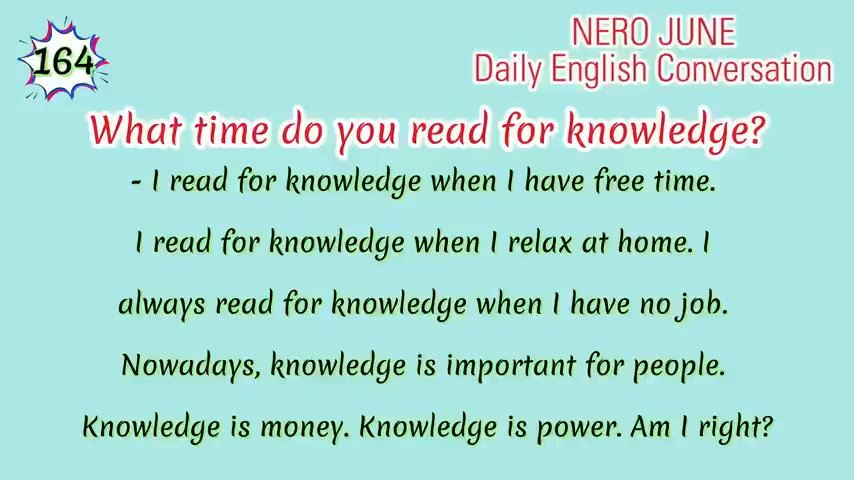 164
NERO JUNE
Daily English Conversation
What time do you read for knowledge?
- I read for knowledge when I have free time.
I read for knowledge when I relax at home. I
always read for knowledge when I have no job.
Nowadays, knowledge is important for people.
Knowledge is money. Knowledge is power. Am I right?